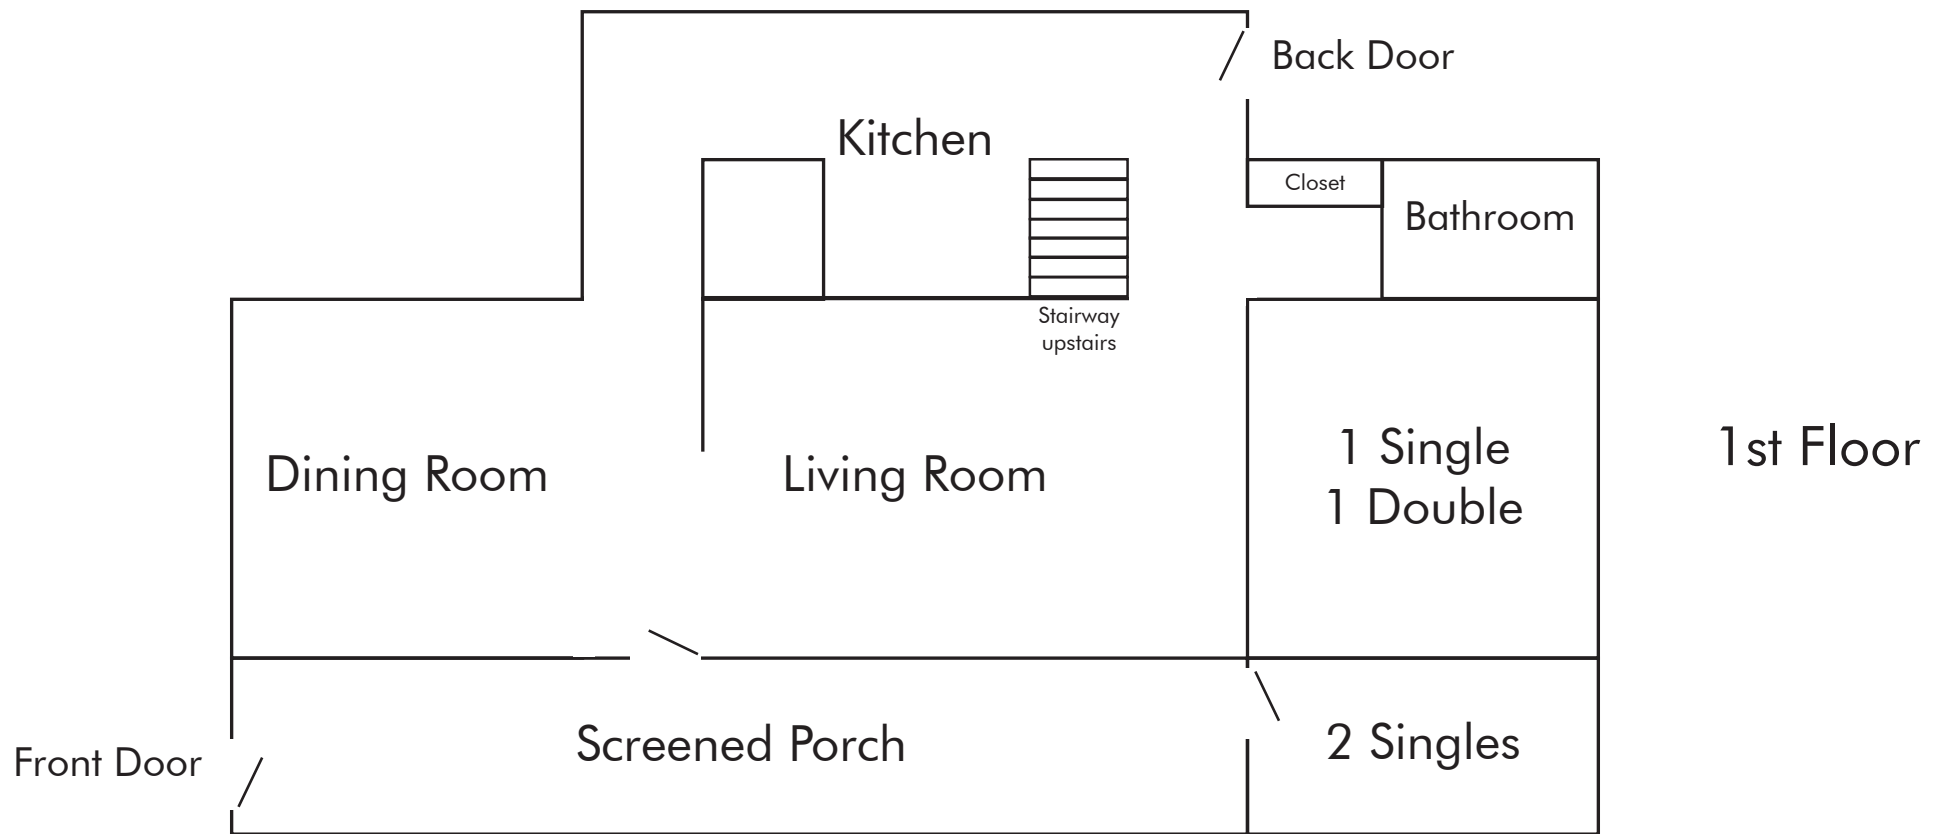 Back Door
Kitchen
Closet
Bathroom
Stairway
upstairs
Dining Room
Living Room
1 Single
1 Double
1st Floor
Front Door
Screened Porch
2 Singles